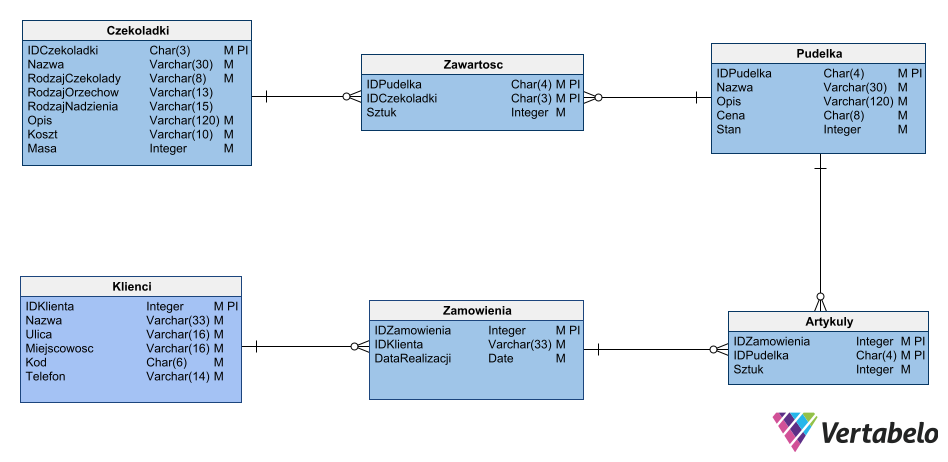 Czekoladki
IDCzekoladki Char(3) M PI
Nazwa Varchar(30) M
RodzajCzekolady Varchar(8) M
RodzajOrzechow Varchar(13)
RodzajNadzienia Varchar(15)
Opis Varchar(120) M
Koszt Varchar(10) M
Masa Integer M
Zawartosc
IDPudelka Char(4) M PI
IDCzekoladki Char(3) M PI
Sztuk Integer M
Pudelka
IDPudelka Char(4) M PI
Nazwa Varchar(30) M
Opis Varchar(120) M
Cena Char(8) M
Stan Integer M
Klienci
IDKlienta Integer M PI
Nazwa Varchar(33) M
Ulica Varchar(16) M
Miejscowosc Varchar(16) M
Kod Char(6) M
Telefon Varchar(14) M
Zamowienia
IDZamowienia Integer M PI
IDKlienta Varchar(33) M
DataRealizacji Date M
Artykuly
IDZamowienia Integer M PI
IDPudelka Char(4) M PI
Sztuk Integer M
Vertabelo